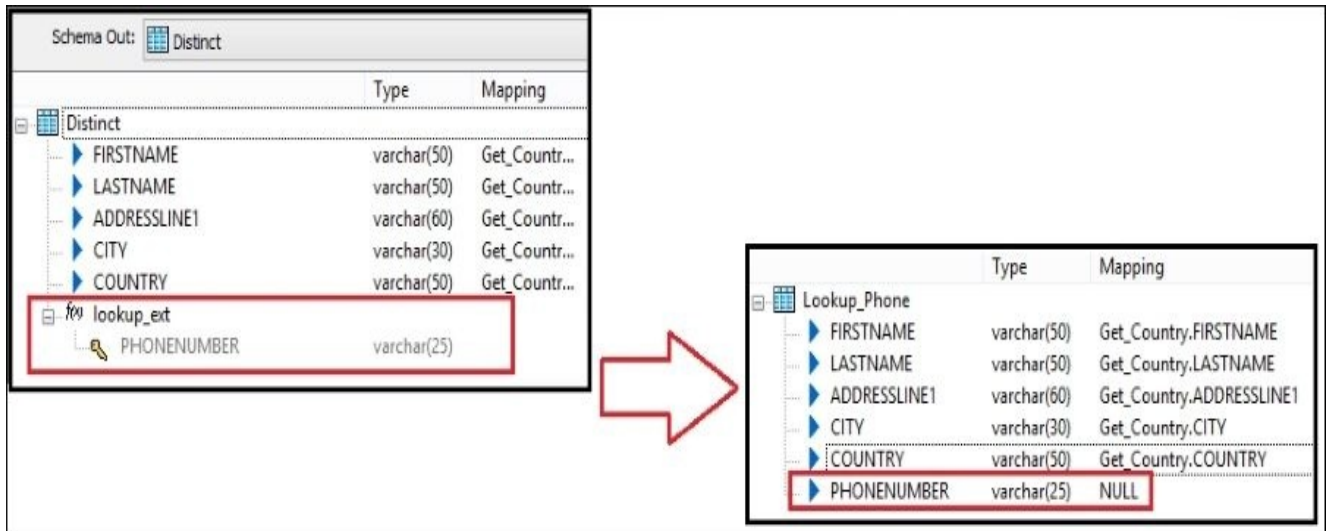 Schema Out: Distinct
Type Mapping
Distinct
FIRSTNAME varchar(50) Get_Countr...
LASTNAME varchar(50) Get_Countr...
ADDRESSLINE1 varchar(60) Get_Countr...
CITY varchar(30) Get_Countr...
COUNTRY varchar(50) Get_Countr...
f(x) lookup_ext
PHONENUMBER varchar(25)
Type Mapping
Lookup_Phone
FIRSTNAME varchar(50) Get_Country.FIRSTNAME
LASTNAME varchar(50) Get_Country.LASTNAME
ADDRESSLINE1 varchar(60) Get_Country.ADDRESSLINE1
CITY varchar(30) Get_Country.CITY
COUNTRY varchar(50) Get_Country.COUNTRY
PHONENUMBER varchar(25) NULL